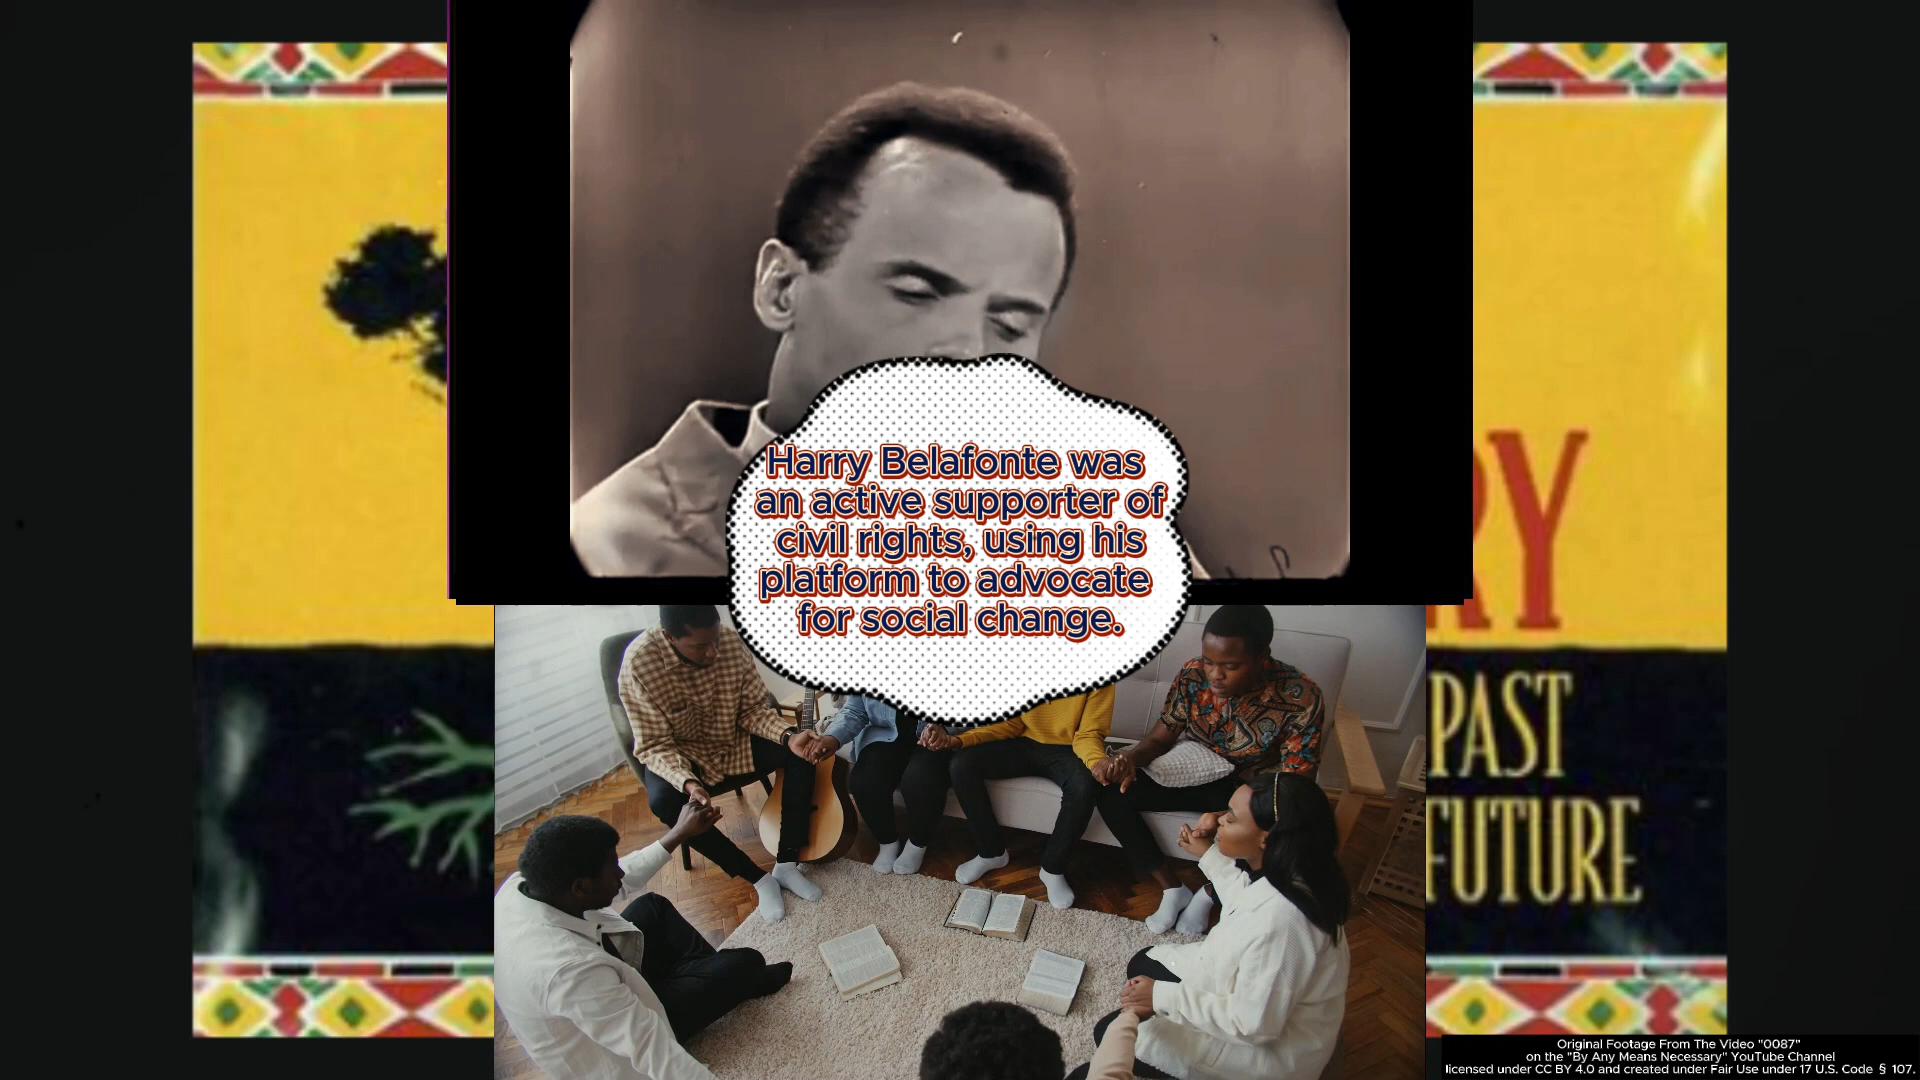 Harry Belafonte was
an active supporter of
civil rights, using his
platform to advocate
for social change.
RY
PAST
FUTURE
Original Footage From The Video "0087"
on the "By Any Means Necessary" YouTube Channel
licensed under CC BY 4.0 and created under Fair Use under 17 U.S. Code § 107.